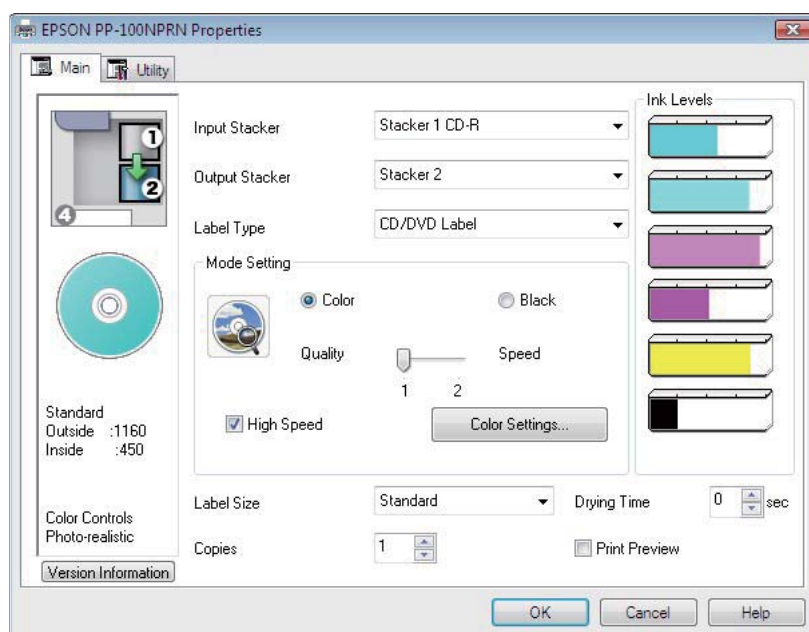 EPSON PP-100NPRN Properties
Main
Utility
1
2
4
Standard
Outside :1160
Inside :450
Color Controls
Photo-realistic
Version Information
Input Stacker Stacker 1 CD-R
Output Stacker Stacker 2
Label Type CD/DVD Label
Mode Setting
Color Black
Quality Speed
1 2
High Speed Color Settings...
Label Size Standard Drying Time 0 sec
Copies 1 Print Preview
Ink Levels
OK Cancel Help